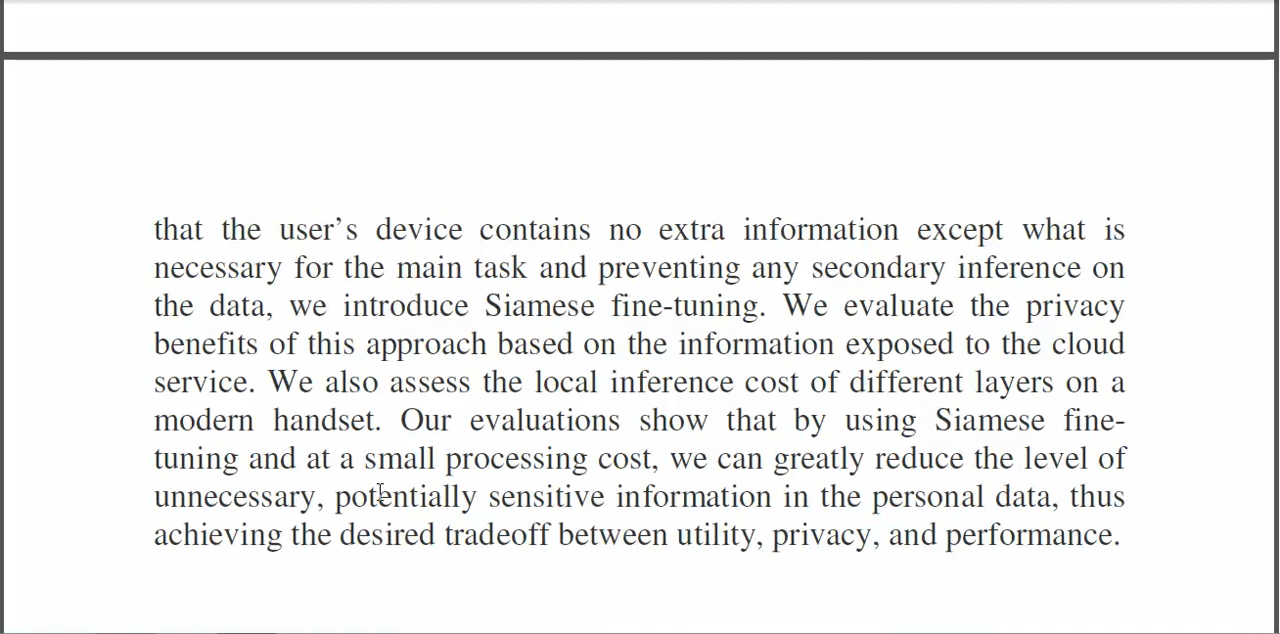 that the user’s device contains no extra information except what is
necessary for the main task and preventing any secondary inference on
the data, we introduce Siamese fine-tuning. We evaluate the privacy
benefits of this approach based on the information exposed to the cloud
service. We also assess the local inference cost of different layers on a
modern handset. Our evaluations show that by using Siamese fine-
tuning and at a small processing cost, we can greatly reduce the level of
unnecessary, potentially sensitive information in the personal data, thus
achieving the desired tradeoff between utility, privacy, and performance.